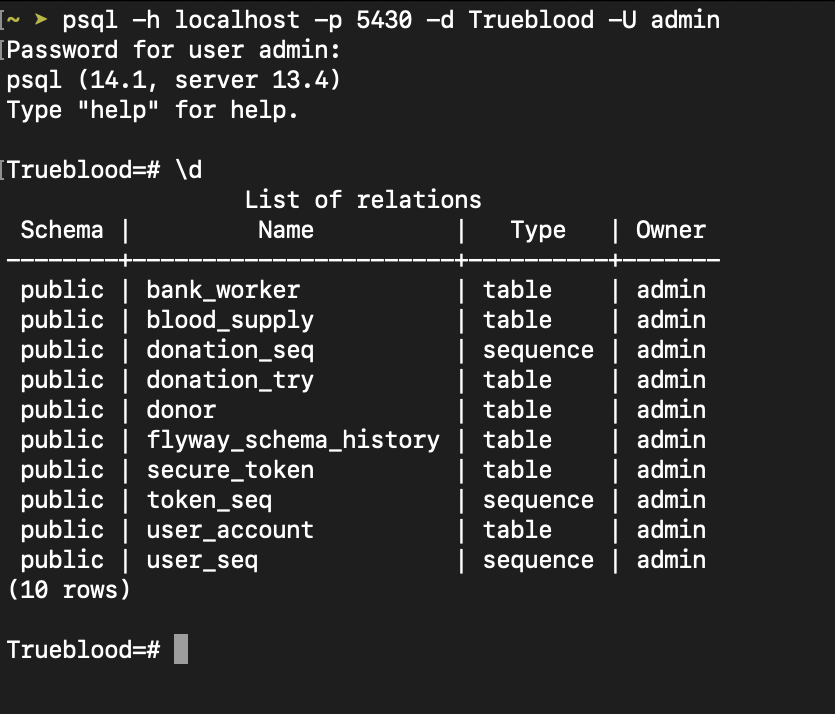 [~ ➤ psql -h localhost -p 5430 -d Trueblood -U admin
[Password for user admin:
psql (14.1, server 13.4)
Type "help" for help.
[Trueblood=# \d
List of relations
Schema | Name | Type | Owner
--------+-----------------------+----------+-------
public | bank_worker | table | admin
public | blood_supply | table | admin
public | donation_seq | sequence | admin
public | donation_try | table | admin
public | donor | table | admin
public | flyway_schema_history | table | admin
public | secure_token | table | admin
public | token_seq | sequence | admin
public | user_account | table | admin
public | user_seq | sequence | admin
(10 rows)
Trueblood=#